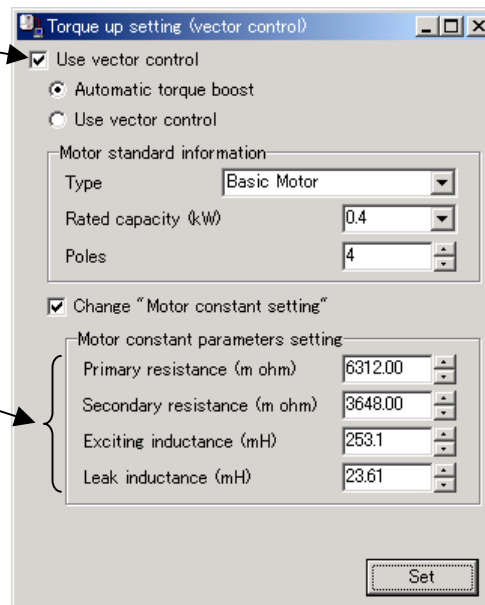 Torque up setting (vector control)
Use vector control
Automatic torque boost
Use vector control
Motor standard information
Type Basic Motor
Rated capacity (kW) 0.4
Poles 4
Change "Motor constant setting"
Motor constant parameters setting
Primary resistance (m ohm) 6312.00
Secondary resistance (m ohm) 3648.00
Exciting inductance (mH) 253.1
Leak inductance (mH) 23.61
Set